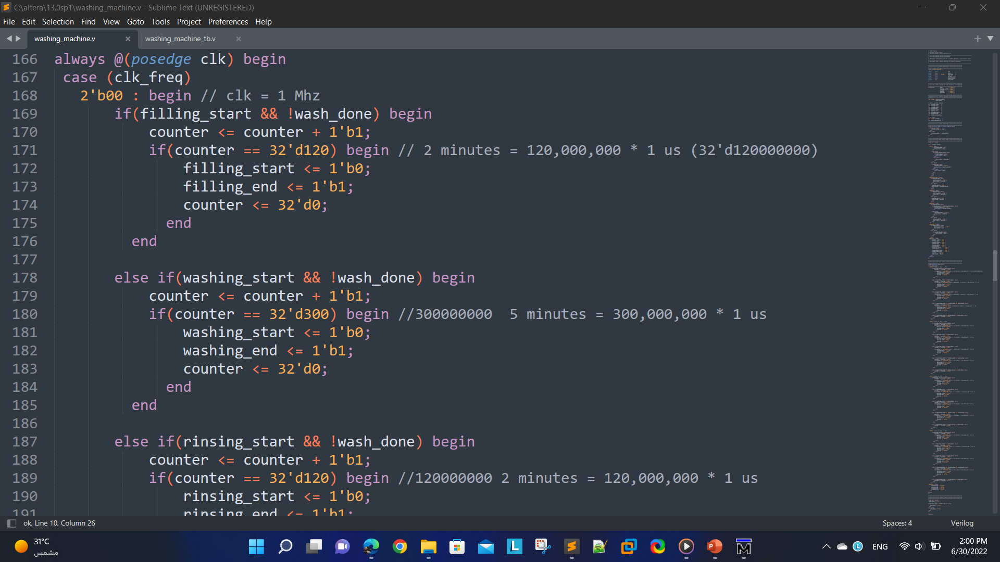 C:\altera\13.0sp1\washing_machine.v - Sublime Text (UNREGISTERED)
File Edit Selection Find View Goto Tools Project Preferences Help
washing_machine.v × washing_machine_tb.v ×
166 always @(posedge clk) begin
167 case (clk_freq)
168 2'b00 : begin // clk = 1 Mhz
169 if(filling_start && !wash_done) begin
170 counter <= counter + 1'b1;
171 if(counter == 32'd120) begin // 2 minutes = 120,000,000 * 1 us (32'd120000000)
172 filling_start <= 1'b0;
173 filling_end <= 1'b1;
174 counter <= 32'd0;
175 end
176 end
177
178 else if(washing_start && !wash_done) begin
179 counter <= counter + 1'b1;
180 if(counter == 32'd300) begin //300000000  5 minutes = 300,000,000 * 1 us
181 washing_start <= 1'b0;
182 washing_end <= 1'b1;
183 counter <= 32'd0;
184 end
185 end
186
187 else if(rinsing_start && !wash_done) begin
188 counter <= counter + 1'b1;
189 if(counter == 32'd120) begin //120000000 2 minutes = 120,000,000 * 1 us
190 rinsing_start <= 1'b0;
191 rinsing_end <= 1'b1;
ok, Line 10, Column 26 Spaces: 4 Verilog
31°C
مشمس
ENG
2:00 PM
6/30/2022